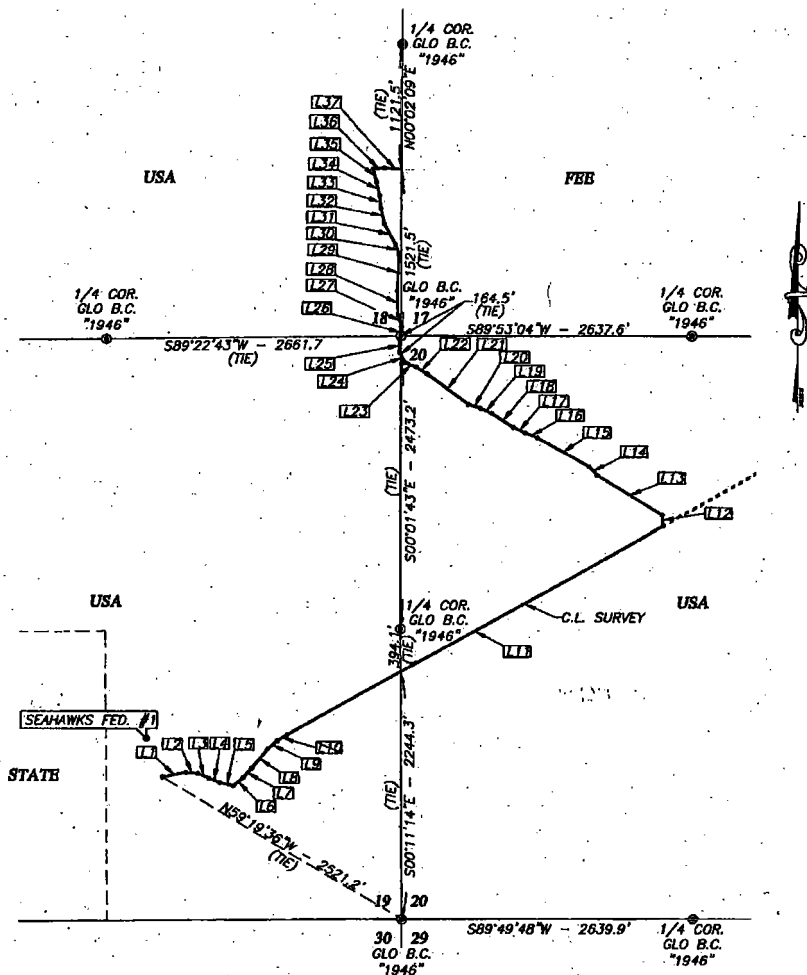 1/4 COR.
GLO B.C.
"1946"
(TIE)
1121.5'
N00°02'09"E
L37
L36
L35
L34
L33
L32
L31
L30
L29
L28
L27
L26
USA
FEE
1521.5'
(TIE)
GLO B.C.
"1946"
164.5'
(TIE)
1/4 COR.
GLO B.C.
"1946"
18
17
1/4 COR.
GLO B.C.
"1946"
S89°22'43"W - 2661.7
(TIE)
S89°53'04"W - 2637.6'
20
L25
L24
L23
L22
L21
L20
L19
L18
L17
L16
L15
L14
L13
L12
(TIE)
S00°01'43"E - 2473.2'
USA
1/4 COR.
GLO B.C.
"1946"
USA
C.L. SURVEY
394.1'
(TIE)
L11
SEAHAWKS FED. #1
L1
L2
L3
L4
L5
L10
L9
L8
L7
L6
STATE
N59°19'36"W - 2521.2'
(TIE)
(TIE)
S00°11'14"E - 2244.3'
19
20
S89°49'48"W - 2639.9'
30
29
GLO B.C.
"1946"
1/4 COR.
GLO B.C.
"1946"